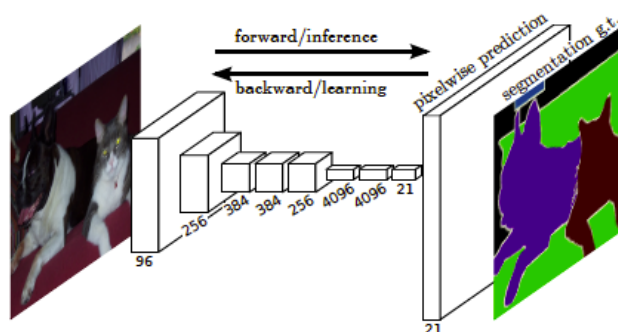 forward/inference
backward/learning
pixelwise prediction
segmentation g.t.
96
256
384
384
256
4096
4096
21
21